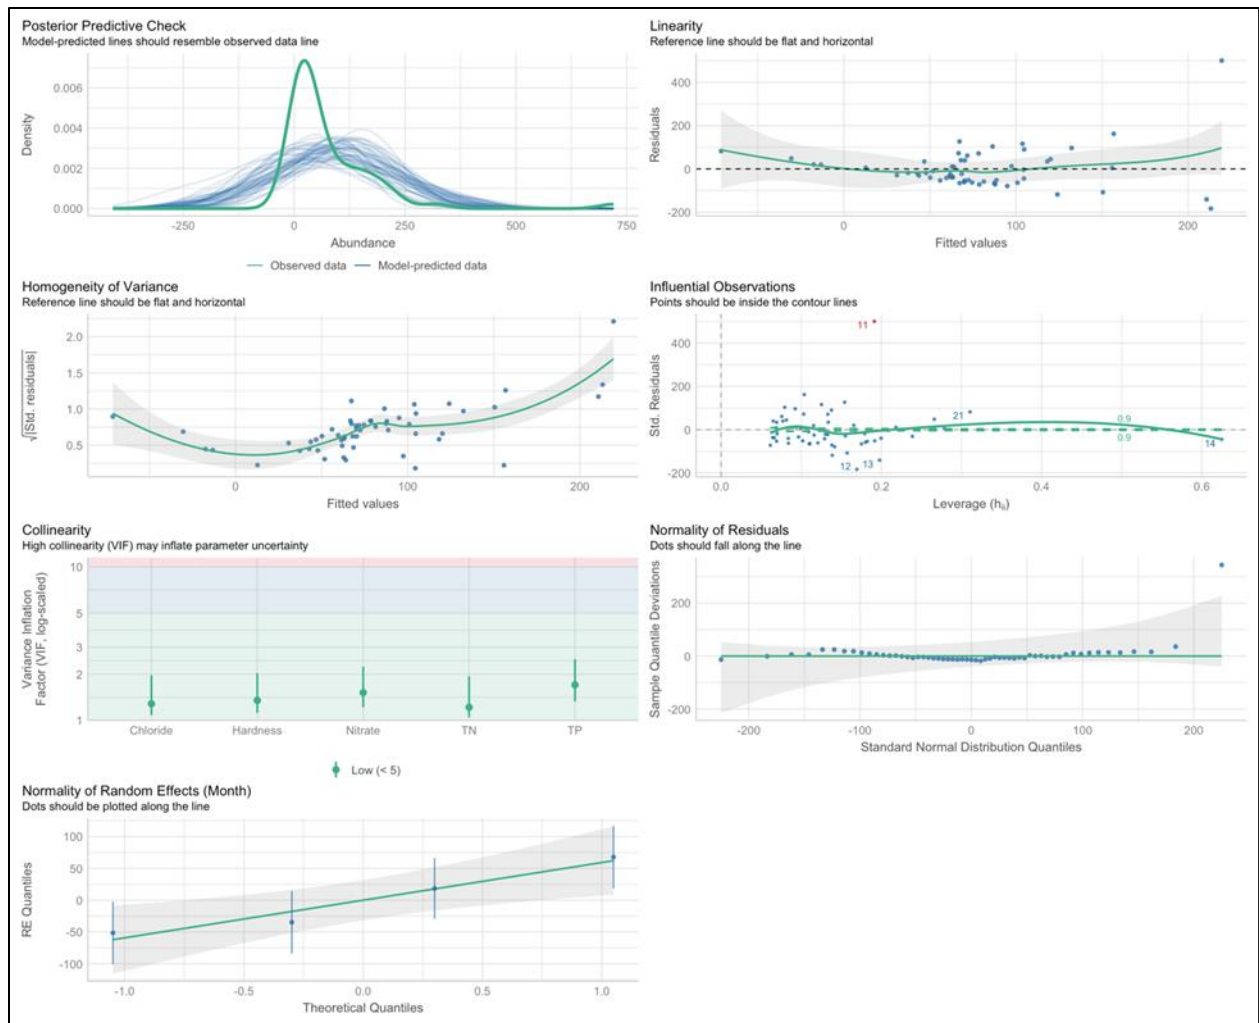 Posterior Predictive Check
Model-predicted lines should resemble observed data line
Density
0.006
0.004
0.002
0.000
-250
0
250
500
750
Abundance
Observed data
Model-predicted data
Linearity
Reference line should be flat and horizontal
Residuals
400
200
0
-200
0
100
200
Fitted values
Homogeneity of Variance
Reference line should be flat and horizontal
√|Std. residuals|
2.0
1.5
1.0
0.5
0
100
200
Fitted values
Influential Observations
Points should be inside the contour lines
Std. Residuals
400
200
0
-200
11
21
12
13
14
0.9
0.9
0.0
0.2
0.4
0.6
Leverage (hii)
Collinearity
High collinearity (VIF) may inflate parameter uncertainty
Variance Inflation
Factor (VIF, log-scaled)
10
5
3
2
1
Chloride
Hardness
Nitrate
TN
TP
Low (< 5)
Normality of Residuals
Dots should fall along the line
Sample Quantile Deviations
200
0
-200
-200
-100
0
100
200
Standard Normal Distribution Quantiles
Normality of Random Effects (Month)
Dots should be plotted along the line
RE Quantiles
100
50
0
-50
-100
-1.0
-0.5
0.0
0.5
1.0
Theoretical Quantiles